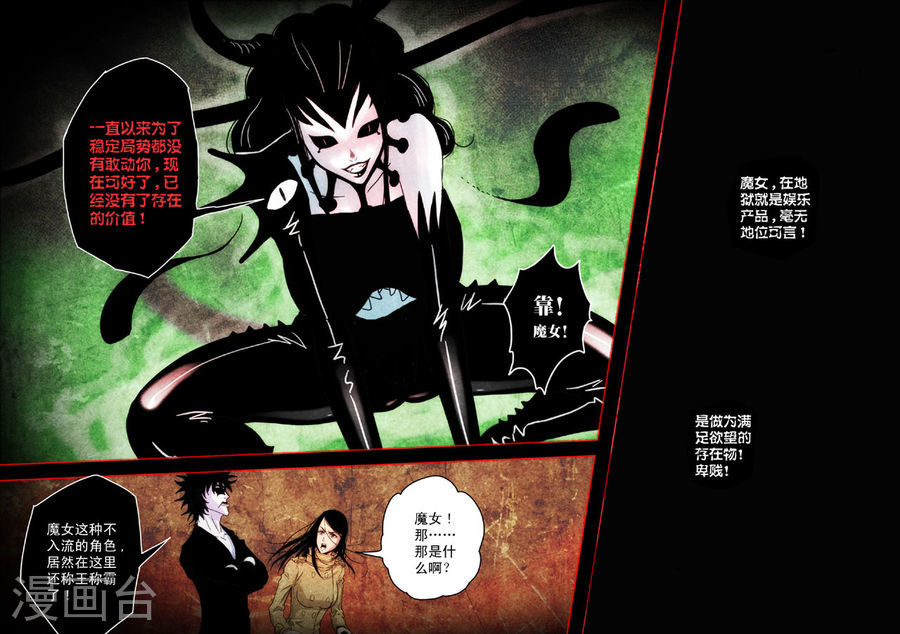 一直以来为了
稳定局势都没
有敢动你，现
在可好了，已
经没有了存在
的价值！
靠！
魔女！
魔女，在地
狱就是娱乐
产品，毫无
地位可言！
是做为满
足欲望的
存在物！
卑贱！
魔女这种不
入流的角色，
居然在这里
还称王称霸
了！
魔女！
那……
那是什
么啊？
漫画台